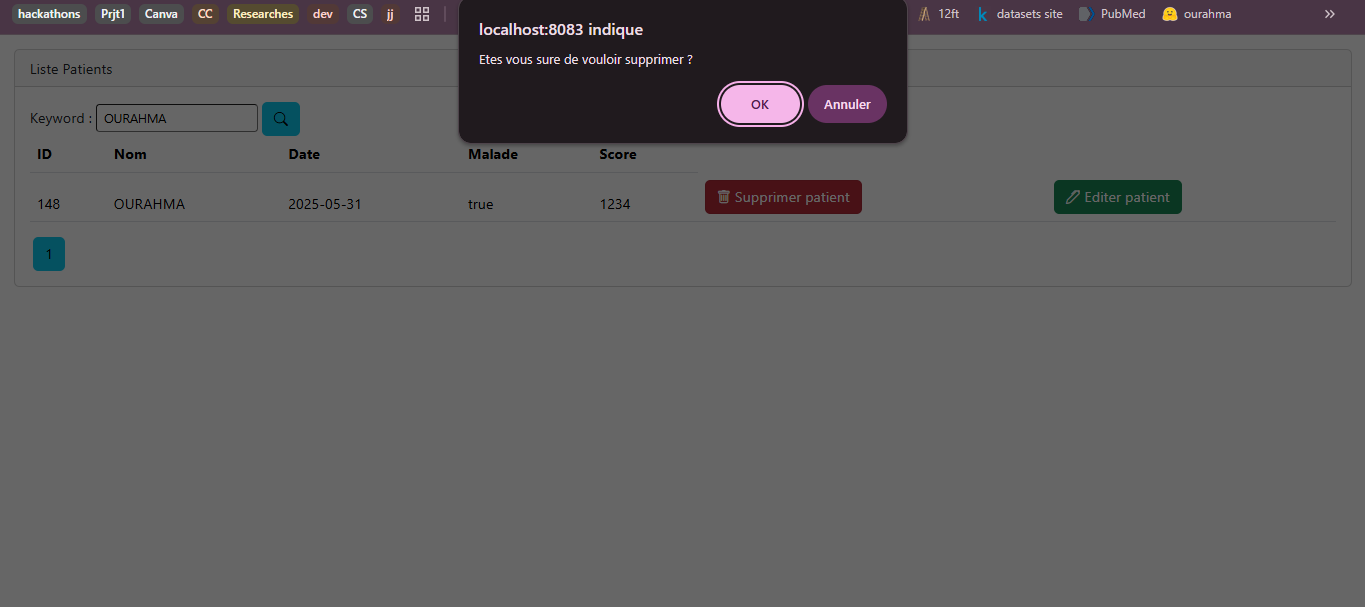 hackathons Prjt1 Canva CC Researches dev CS jj 12ft datasets site PubMed ourahma
localhost:8083 indique
Etes vous sure de vouloir supprimer ?
OK Annuler
Liste Patients
Keyword : OURAHMA
ID Nom Date Malade Score
148 OURAHMA 2025-05-31 true 1234 Supprimer patient Editer patient
1